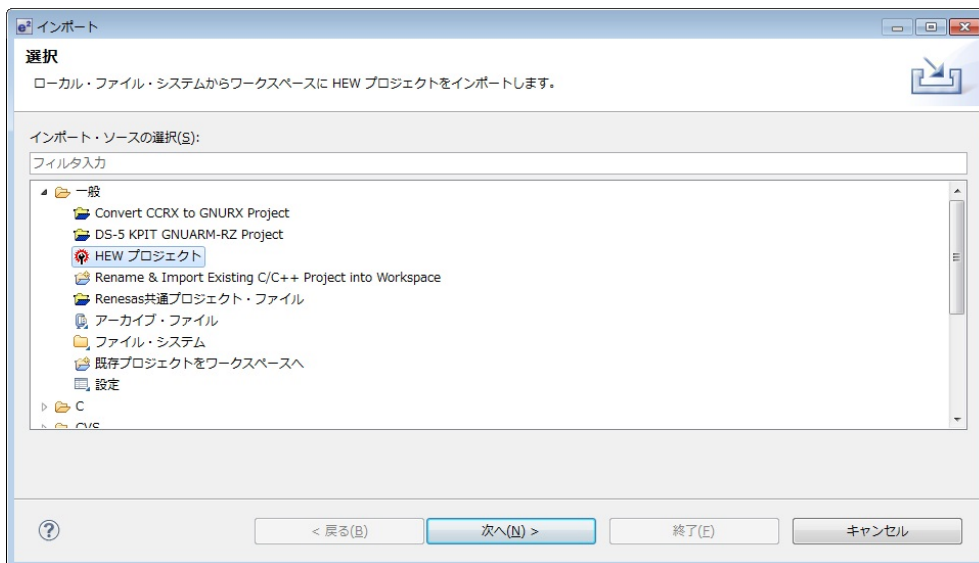 e² インポート
選択
ローカル・ファイル・システムからワークスペースに HEW プロジェクトをインポートします。
インポート・ソースの選択(S):
フィルタ入力
一般
Convert CCRX to GNURX Project
DS-5 KPIT GNUARM-RZ Project
HEW プロジェクト
Rename & Import Existing C/C++ Project into Workspace
Renesas共通プロジェクト・ファイル
アーカイブ・ファイル
ファイル・システム
既存プロジェクトをワークスペースへ
設定
C
CVS
? < 戻る(B) 次へ(N) > 終了(F) キャンセル